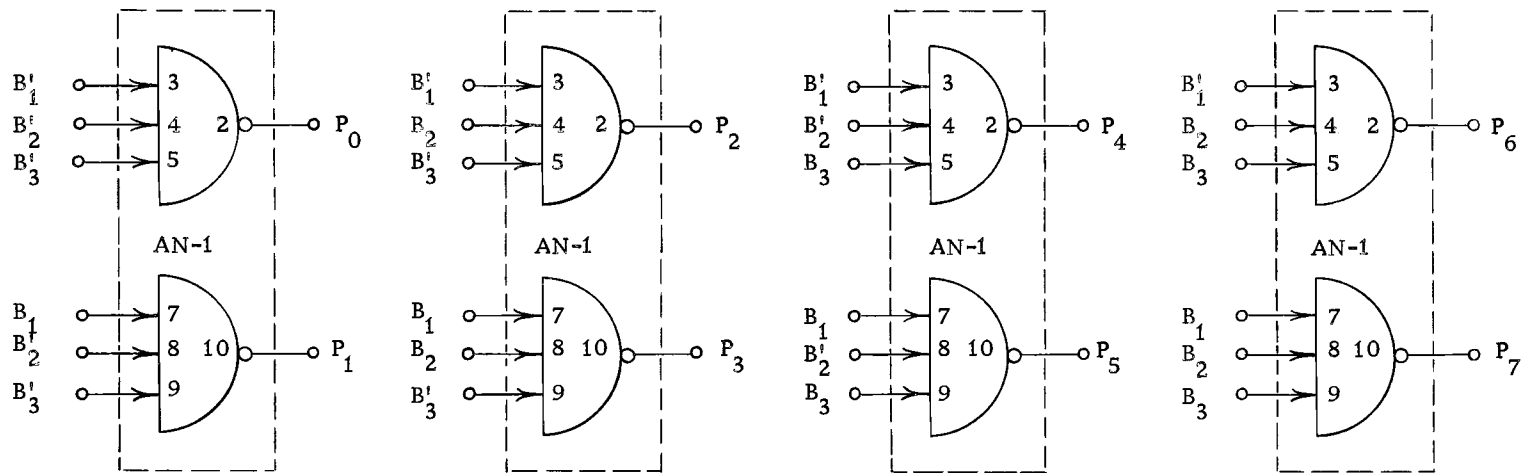 B'1 3 B'1 3 B'1 3 B'1 3
B'2 4 2 P0 B2 4 2 P2 B'2 4 2 P4 B2 4 2 P6
B'3 5 B'3 5 B3 5 B3 5
AN-1 AN-1 AN-1 AN-1
B1 7 B1 7 B1 7 B1 7
B'2 8 10 P1 B2 8 10 P3 B'2 8 10 P5 B2 8 10 P7
B'3 9 B'3 9 B3 9 B3 9